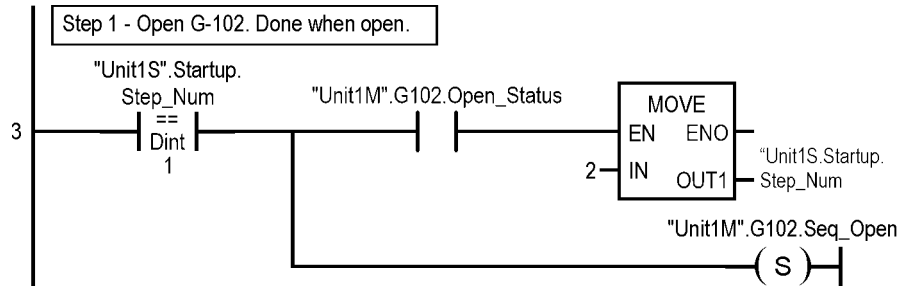 Step 1 - Open G-102. Done when open.
"Unit1S".Startup.
Step_Num
==
Dint
1
"Unit1M".G102.Open_Status
MOVE
3
EN ENO
2 IN
OUT1
“Unit1S.Startup.
Step_Num
"Unit1M".G102.Seq_Open
S